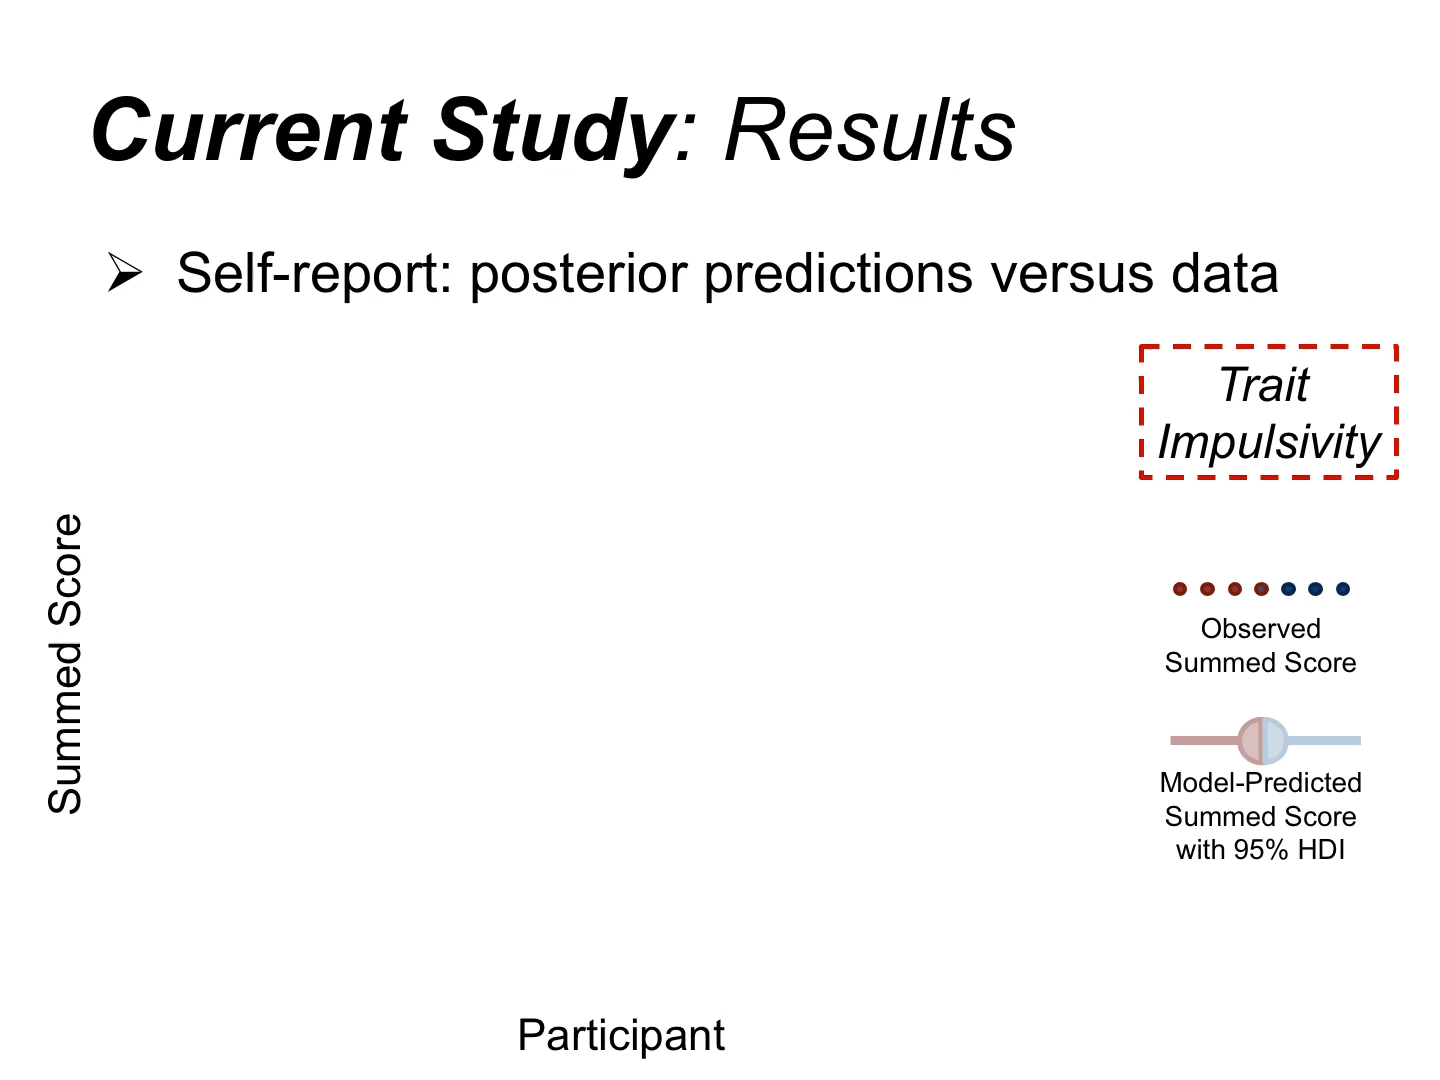 Current Study: Results
Self-report: posterior predictions versus data
Trait
Impulsivity
Summed Score
Observed
Summed Score
Model-Predicted
Summed Score
with 95% HDI
Participant